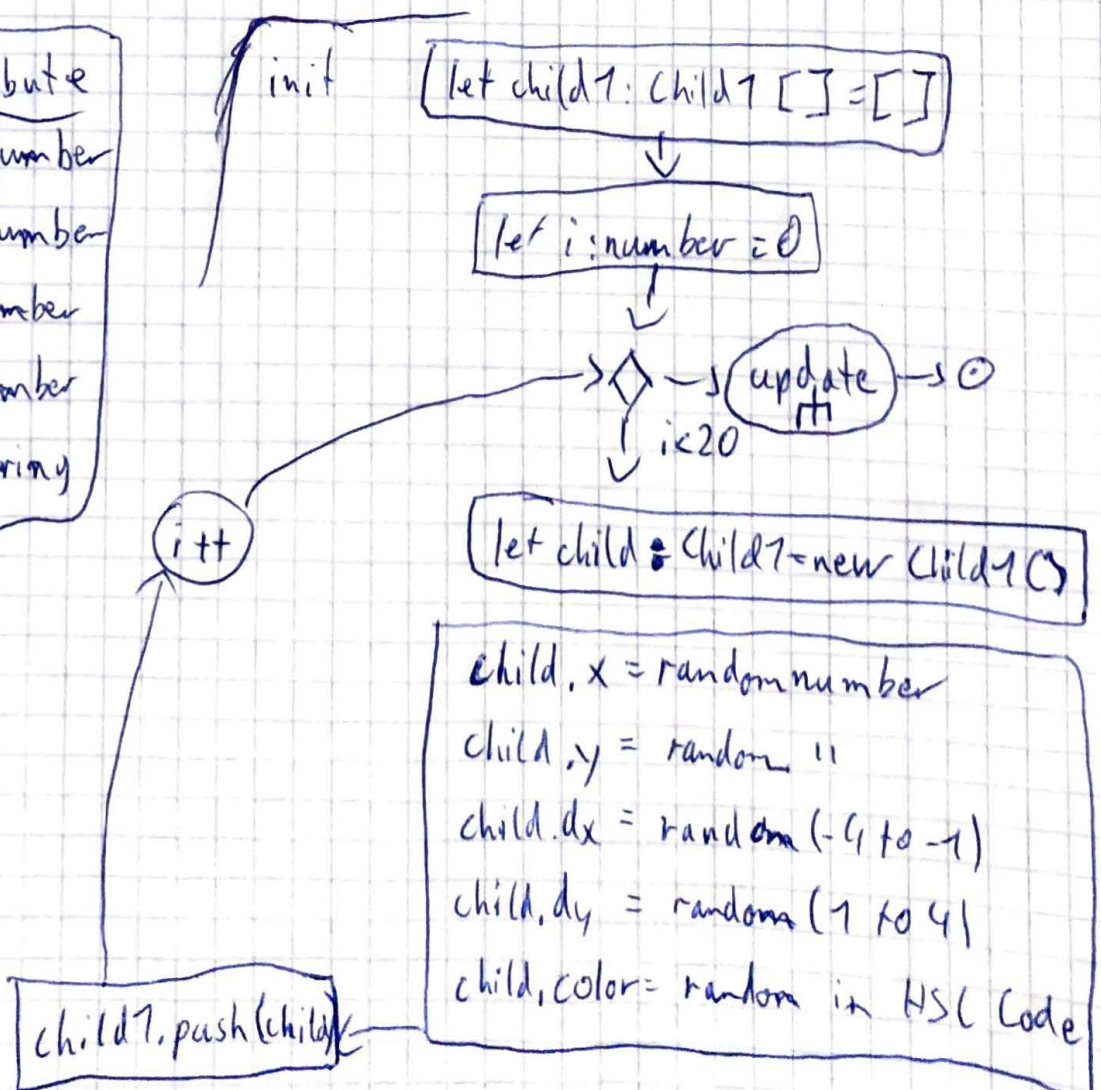 bute
umber
umber
mber
mber
ring
init
let child1: Child1 [] = []
let i: number = 0
update
i<20
i++
let child: Child1 = new Child1()
child.x = randomnumber
child.y = random "
child.dx = random (-4 to -1)
child.dy = random (1 to 4)
child.color = random in HSL Code
child1.push(child)